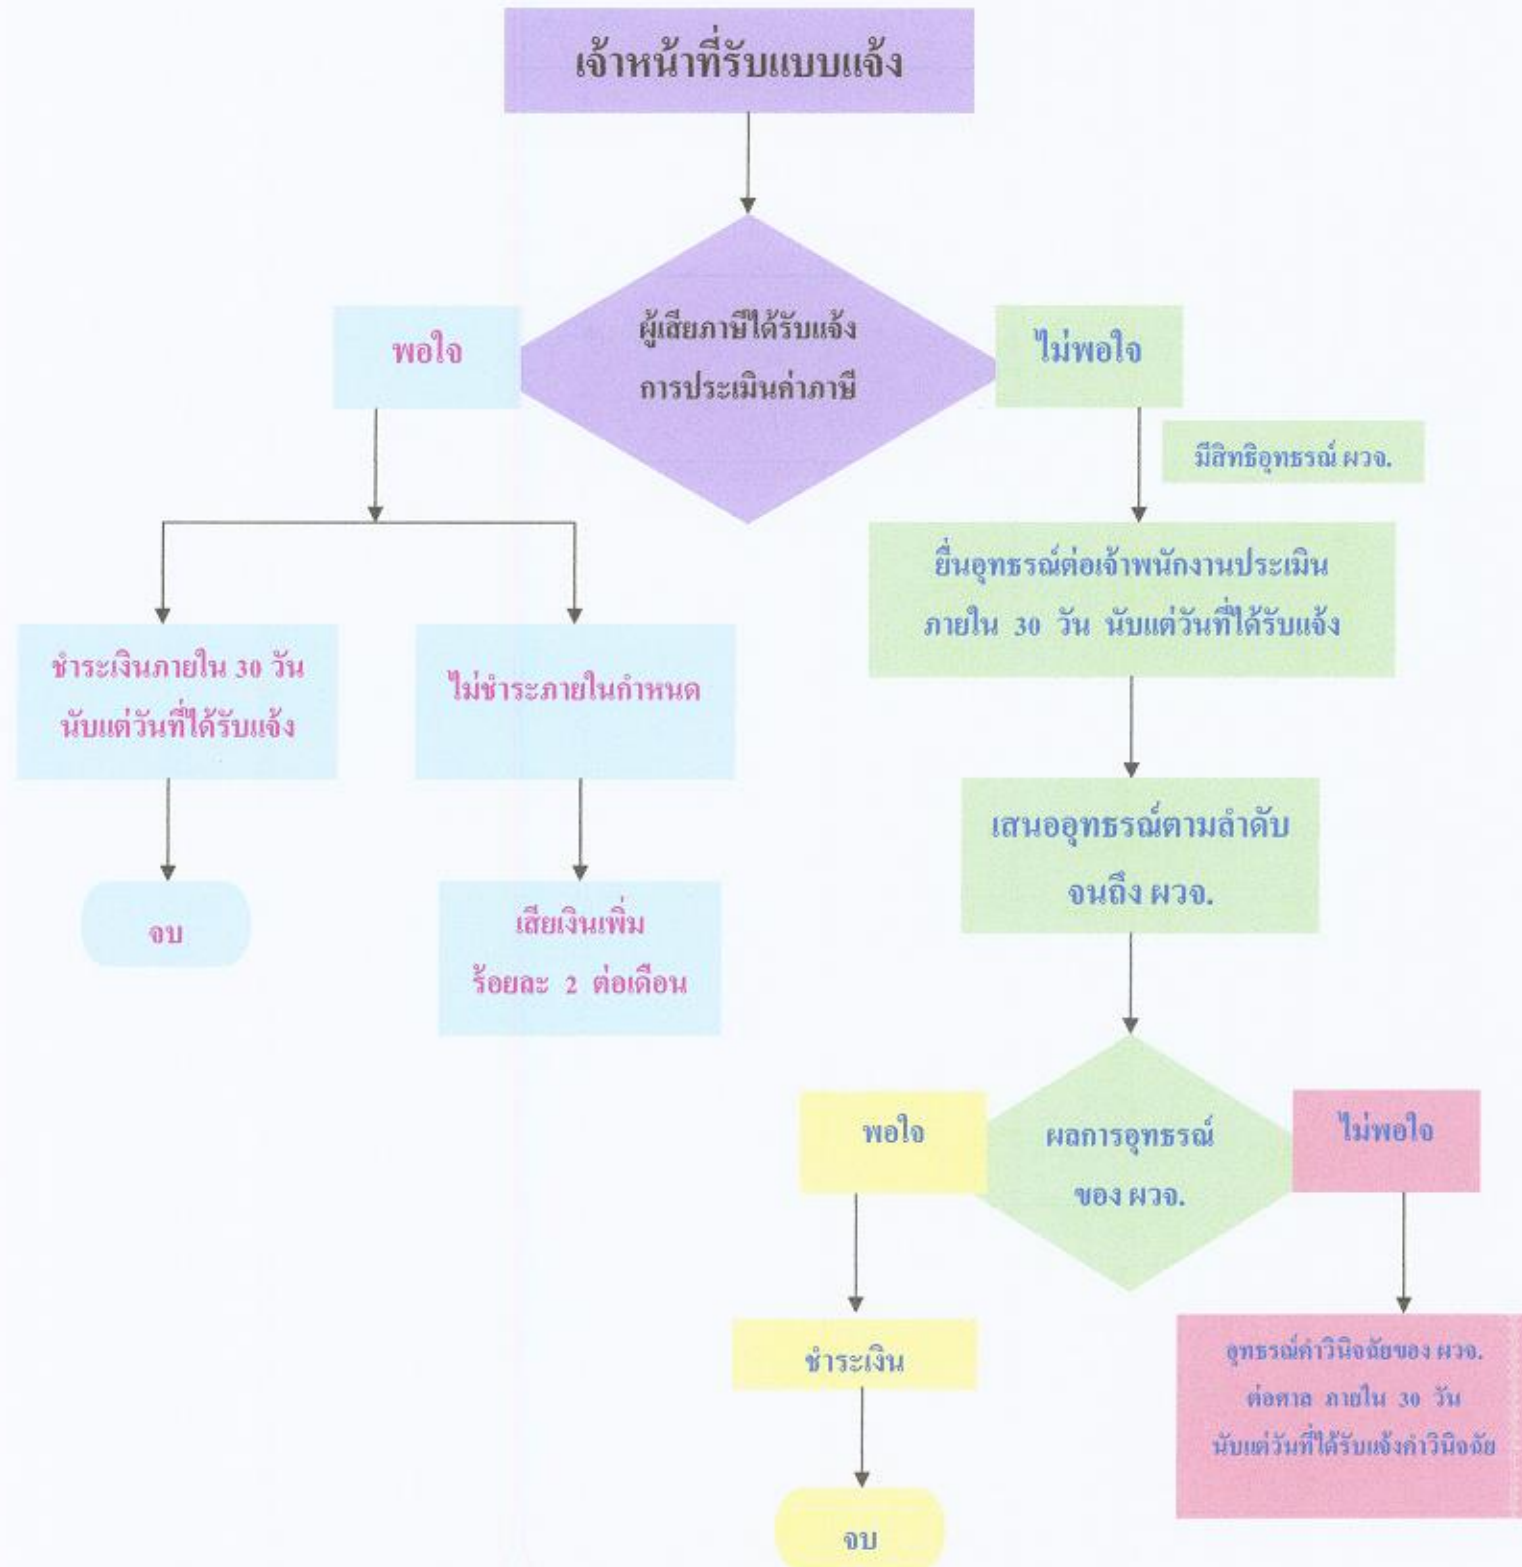 เจ้าหน้าที่รับแบบแจ้ง
ผู้เสียภาษีได้รับแจ้ง
การประเมินค่าภาษี
พอใจ
ไม่พอใจ
มีสิทธิอุทธรณ์ ผวจ.
ยื่นอุทธรณ์ต่อเจ้าพนักงานประเมิน
ภายใน 30 วัน นับแต่วันที่ได้รับแจ้ง
ชำระเงินภายใน 30 วัน
นับแต่วันที่ได้รับแจ้ง
ไม่ชำระภายในกำหนด
เสนออุทธรณ์ตามลำดับ
จนถึง ผวจ.
จบ
เสียเงินเพิ่ม
ร้อยละ 2 ต่อเดือน
พอใจ
ผลการอุทธรณ์
ของ ผวจ.
ไม่พอใจ
ชำระเงิน
อุทธรณ์คำวินิจฉัยของ ผวจ.
ต่อศาล ภายใน 30 วัน
นับแต่วันที่ได้รับแจ้งคำวินิจฉัย
จบ